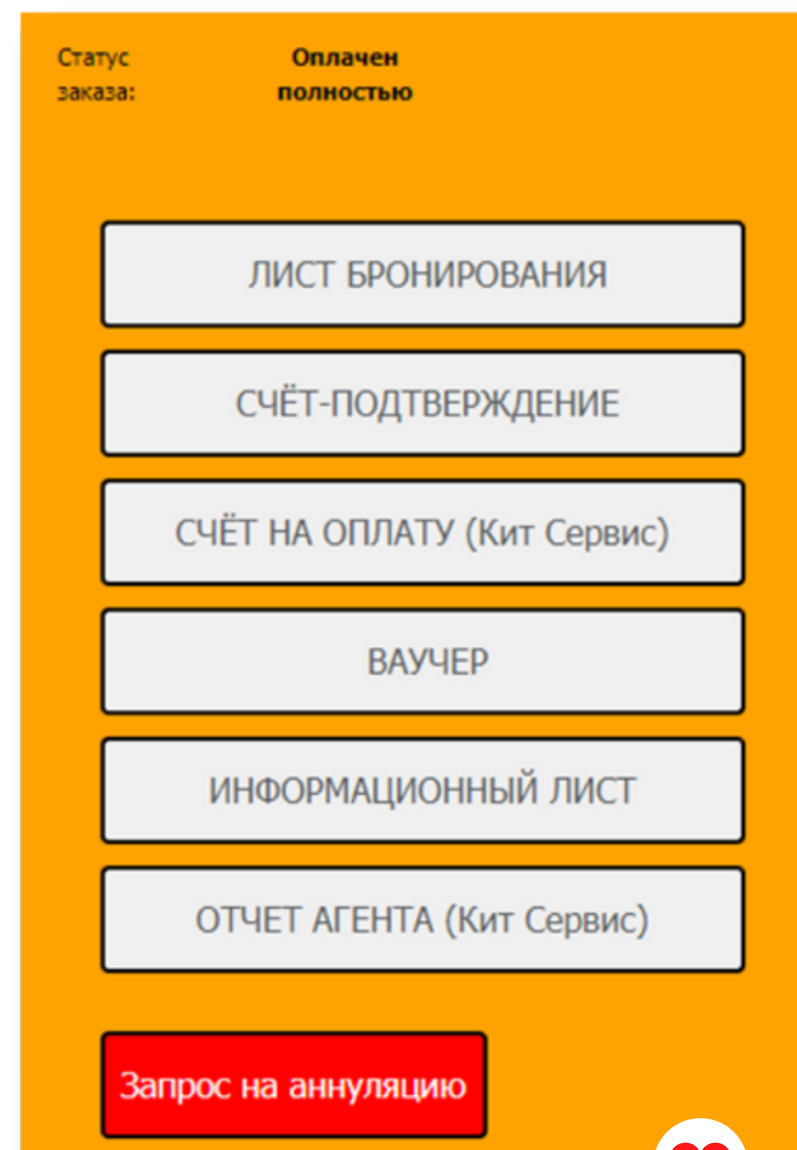 Статус
заказа:
Оплачен
полностью
ЛИСТ БРОНИРОВАНИЯ
СЧЁТ-ПОДТВЕРЖДЕНИЕ
СЧЁТ НА ОПЛАТУ (Кит Сервис)
ВАУЧЕР
ИНФОРМАЦИОННЫЙ ЛИСТ
ОТЧЕТ АГЕНТА (Кит Сервис)
Запрос на аннуляцию